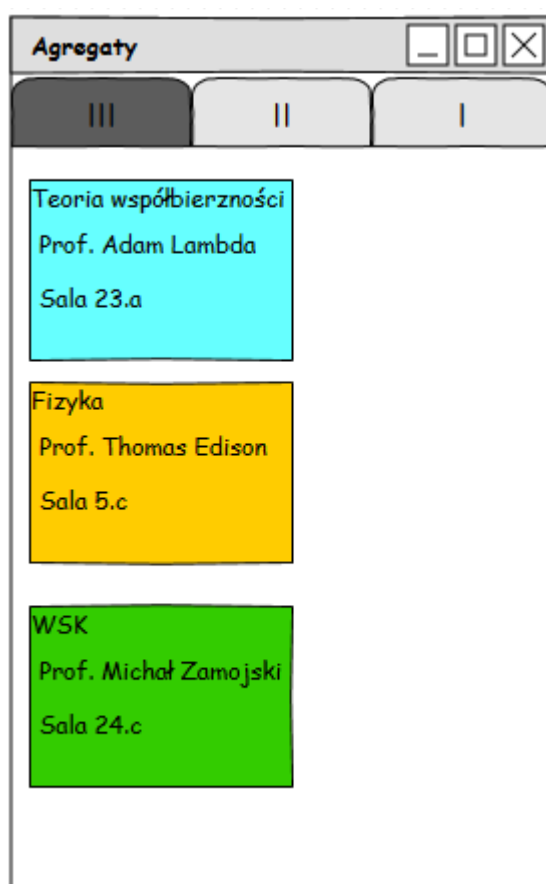 Agregaty
III II I
Teoria współbierzności
Prof. Adam Lambda
Sala 23.a
Fizyka
Prof. Thomas Edison
Sala 5.c
WSK
Prof. Michał Zamojski
Sala 24.c